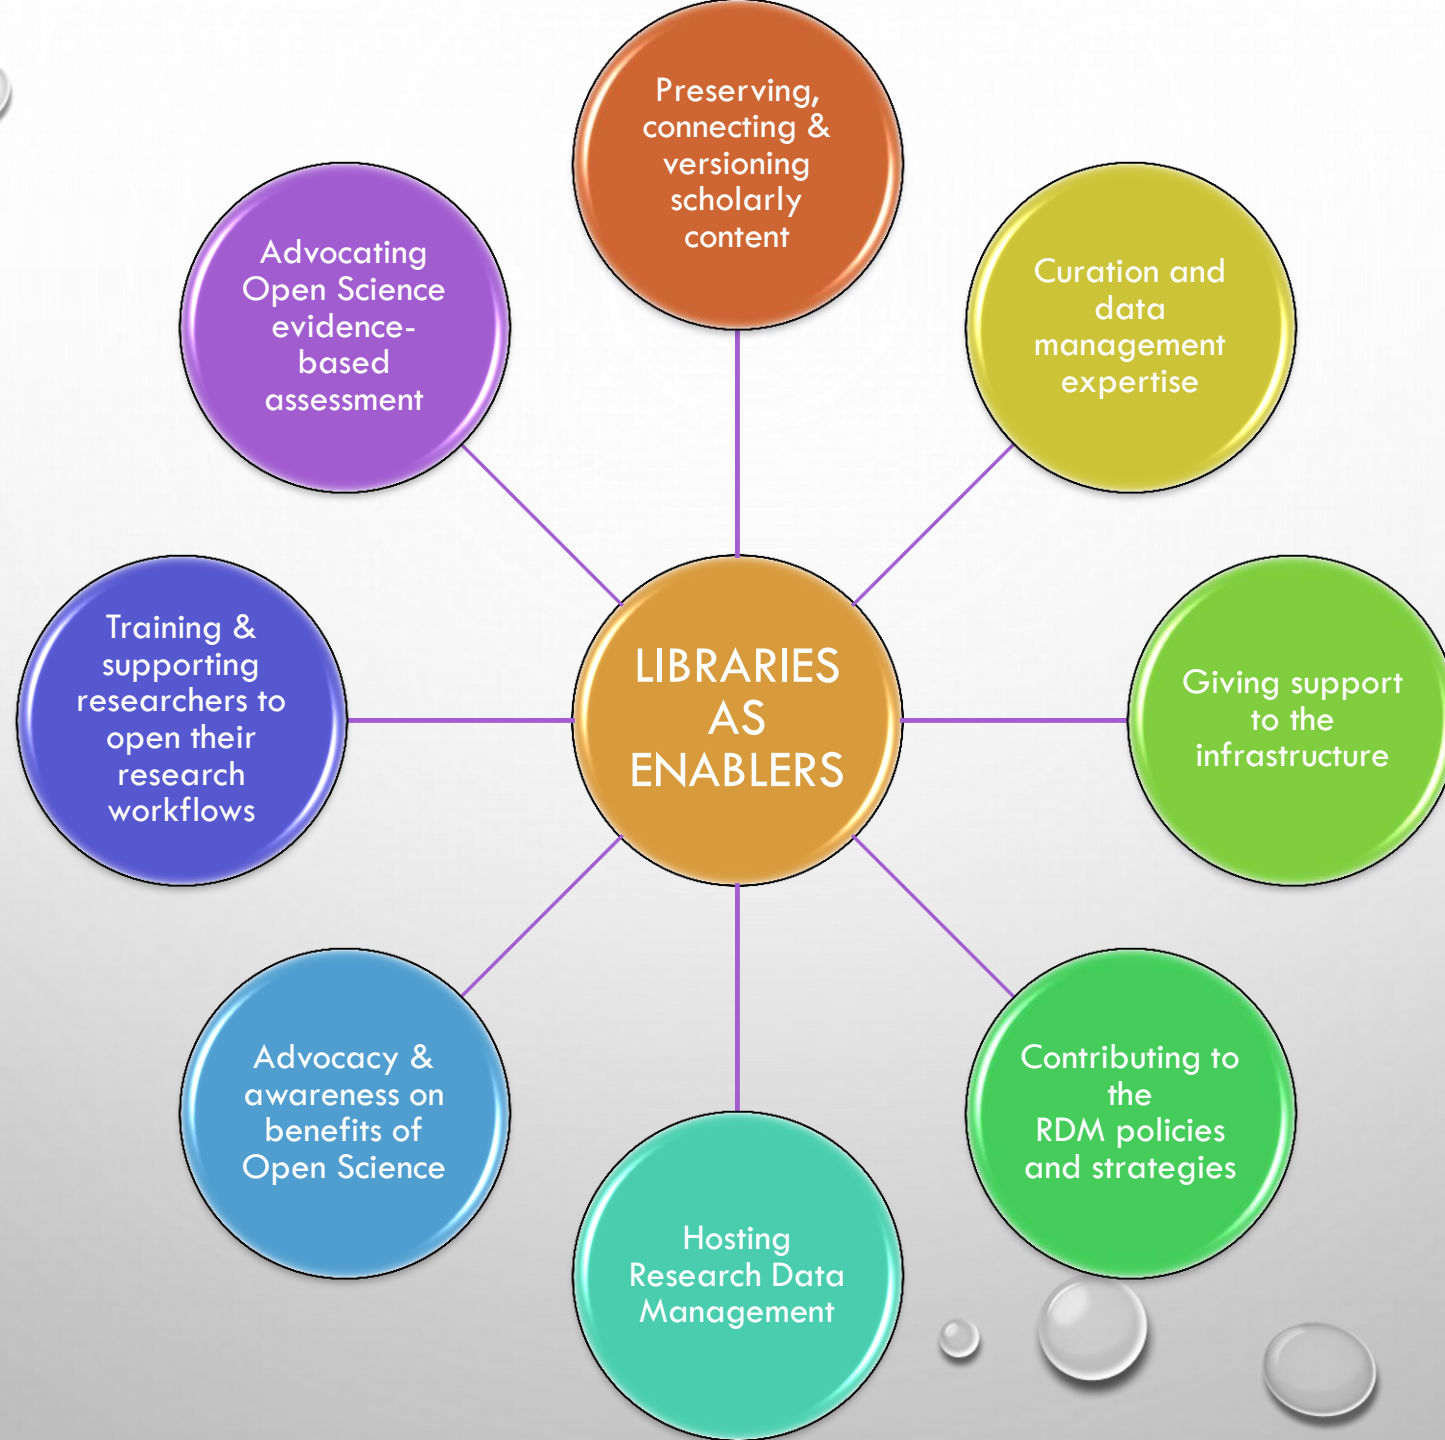 Preserving,
connecting &
versioning
scholarly
content
Curation and
data
management
expertise
Giving support
to the
infrastructure
Contributing to
the
RDM policies
and strategies
Hosting
Research Data
Management
Advocacy &
awareness on
benefits of
Open Science
Training &
supporting
researchers to
open their
research
workflows
Advocating
Open Science
evidence-
based
assessment
LIBRARIES
AS
ENABLERS